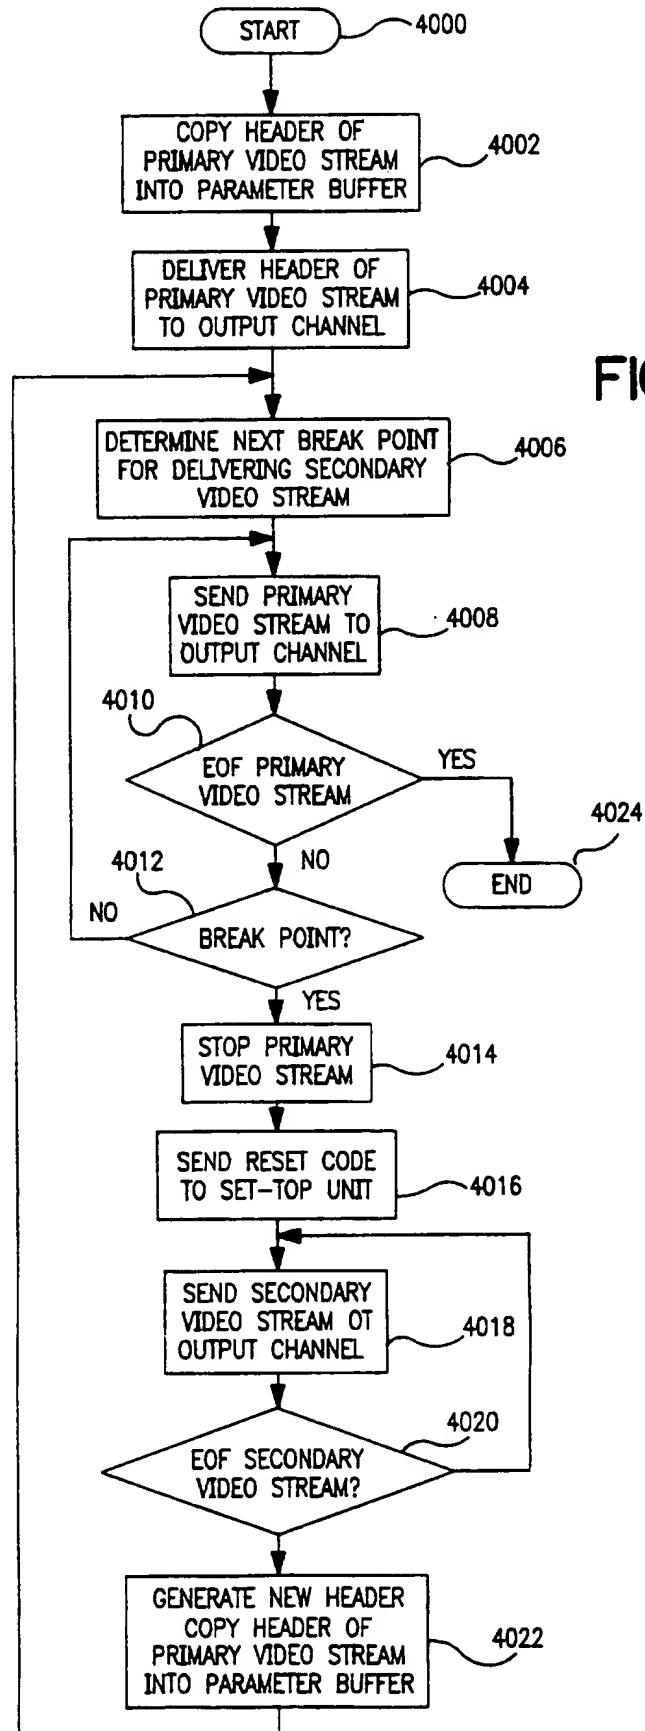 START
4000
COPY HEADER OF
PRIMARY VIDEO STREAM
INTO PARAMETER BUFFER
4002
DELIVER HEADER OF
PRIMARY VIDEO STREAM
TO OUTPUT CHANNEL
4004
DETERMINE NEXT BREAK POINT
FOR DELIVERING SECONDARY
VIDEO STREAM
4006
SEND PRIMARY
VIDEO STREAM TO
OUTPUT CHANNEL
4008
4010
EOF PRIMARY
VIDEO STREAM
YES
4024
END
NO
4012
NO
BREAK POINT?
YES
STOP PRIMARY
VIDEO STREAM
4014
SEND RESET CODE
TO SET-TOP UNIT
4016
SEND SECONDARY
VIDEO STREAM OT
OUTPUT CHANNEL
4018
4020
EOF SECONDARY
VIDEO STREAM?
GENERATE NEW HEADER
COPY HEADER OF
PRIMARY VIDEO STREAM
INTO PARAMETER BUFFER
4022